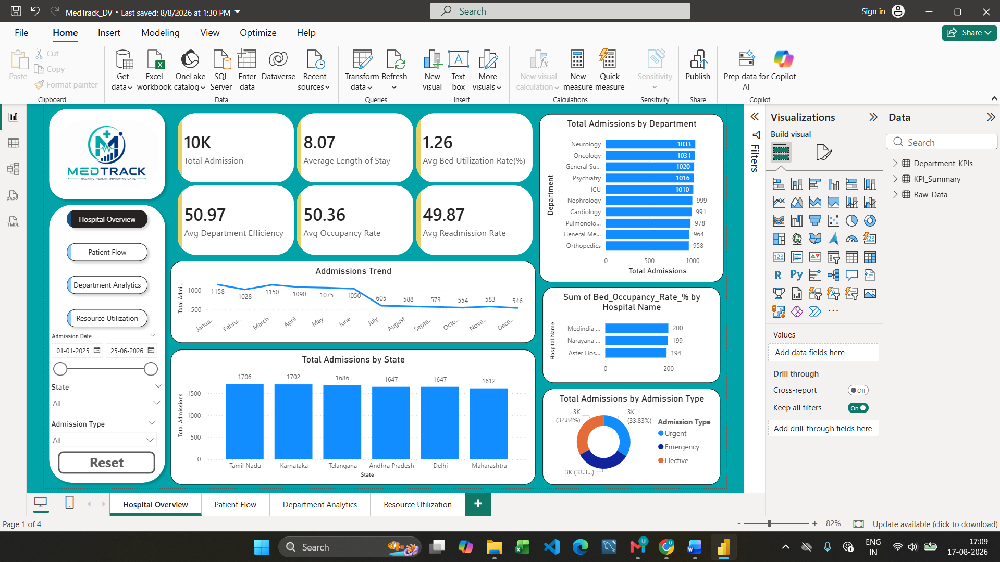 MedTrack_DV • Last saved: 8/8/2026 at 1:30 PM
Search
Sign in
File
Home
Insert
Modeling
View
Optimize
Help
Share
Paste
Cut
Copy
Format painter
Clipboard
Get data
Excel workbook
OneLake catalog
SQL Server
Enter data
Dataverse
Recent sources
Data
Transform data
Refresh
Queries
New visual
Text box
More visuals
Insert
New visual calculation
New measure
Quick measure
Calculations
Sensitivity
Sensitivity
Publish
Share
Prep data for AI
Copilot
Copilot
MEDTRACK
TRACKING HEALTH. IMPROVING CARE.
Hospital Overview
Patient Flow
Department Analytics
Resource Utilization
Admission Date
01-01-2025
25-06-2026
State
All
Admission Type
All
Reset
10K
Total Admission
8.07
Average Length of Stay
1.26
Avg Bed Utilization Rate(%)
50.97
Avg Department Efficiency
50.36
Avg Occupancy Rate
49.87
Avg Readmission Rate
Addmissions Trend
Total Admi...
1000
500
1158
1028
1150
1090
1075
1050
605
588
573
554
583
546
Janua...
Febru...
March
April
May
June
July
August
Septe...
Octo...
Nove...
Dece...
Total Admissions by State
Total Admissions
1500
1000
500
0
1706
1702
1686
1647
1647
1612
Tamil Nadu
Karnataka
Telangana
Andhra Pradesh
Delhi
Maharashtra
State
Total Admissions by Department
Department
Neurology 1033
Oncology 1031
General Su... 1020
Psychiatry 1016
ICU 1010
Nephrology 999
Cardiology 991
Pulmonolo... 978
General Me... 964
Orthopedics 958
0 500 1000
Total Admissions
Sum of Bed_Occupancy_Rate_% by
Hospital Name
Hospital Name
Medindia ... 200
Narayana ... 199
Aster Hos... 194
0 200
Total Admissions by Admission Type
3K
(32.84%)
3K
(33.83%)
3K (33.3...)
Admission Type
Urgent
Emergency
Elective
Filters
Visualizations
Build visual
123
123
R
Py
Values
Add data fields here
Drill through
Cross-report
Off
Keep all filters
On
Add drill-through fields here
Data
Search
Department_KPIs
KPI_Summary
Raw_Data
DAX
TMDL
Hospital Overview
Patient Flow
Department Analytics
Resource Utilization
Page 1 of 4
- + 82%
Update available (click to download)
Search
ENG
IN
17:09
17-08-2026